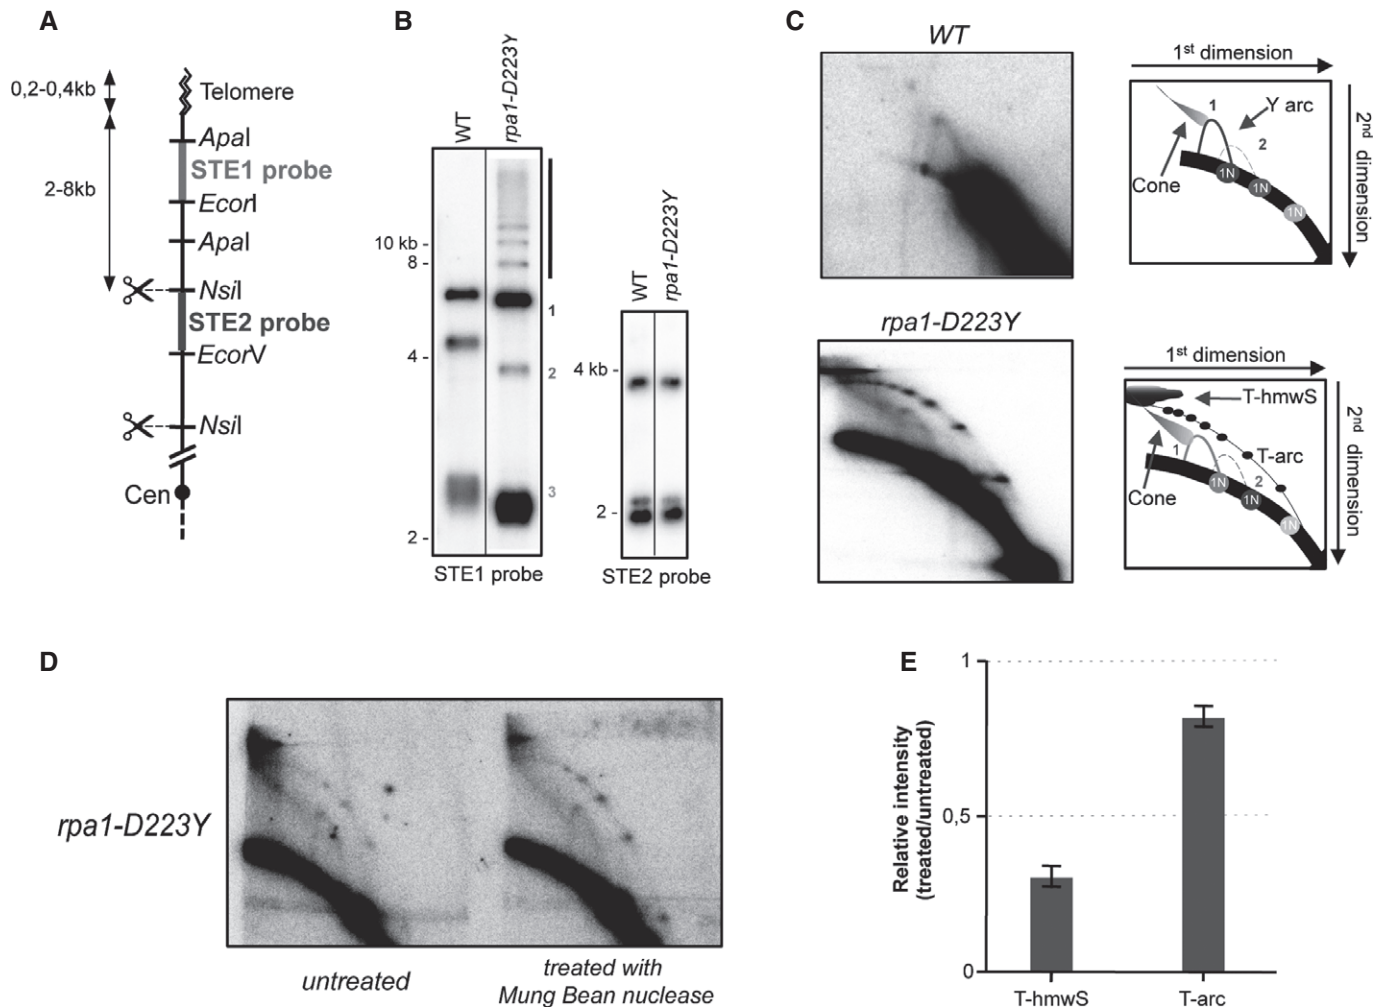 A
0,2-0,4kb
Telomere
ApaI
STE1 probe
2-8kb
EcorI
ApaI
NsiI
STE2 probe
EcorV
NsiI
Cen
B
WT
rpa1-D223Y
10 kb -
8 -
4 -
2 -
1
2
3
STE1 probe
WT
rpa1-D223Y
4 kb -
2 -
STE2 probe
C
WT
1st dimension
2nd dimension
1
Y arc
2
Cone
1N
1N
1N
rpa1-D223Y
1st dimension
2nd dimension
T-hmwS
T-arc
1
2
Cone
1N
1N
1N
D
rpa1-D223Y
untreated
treated with
Mung Bean nuclease
E
Relative intensity
(treated/untreated)
1
0,5
0
T-hmwS
T-arc